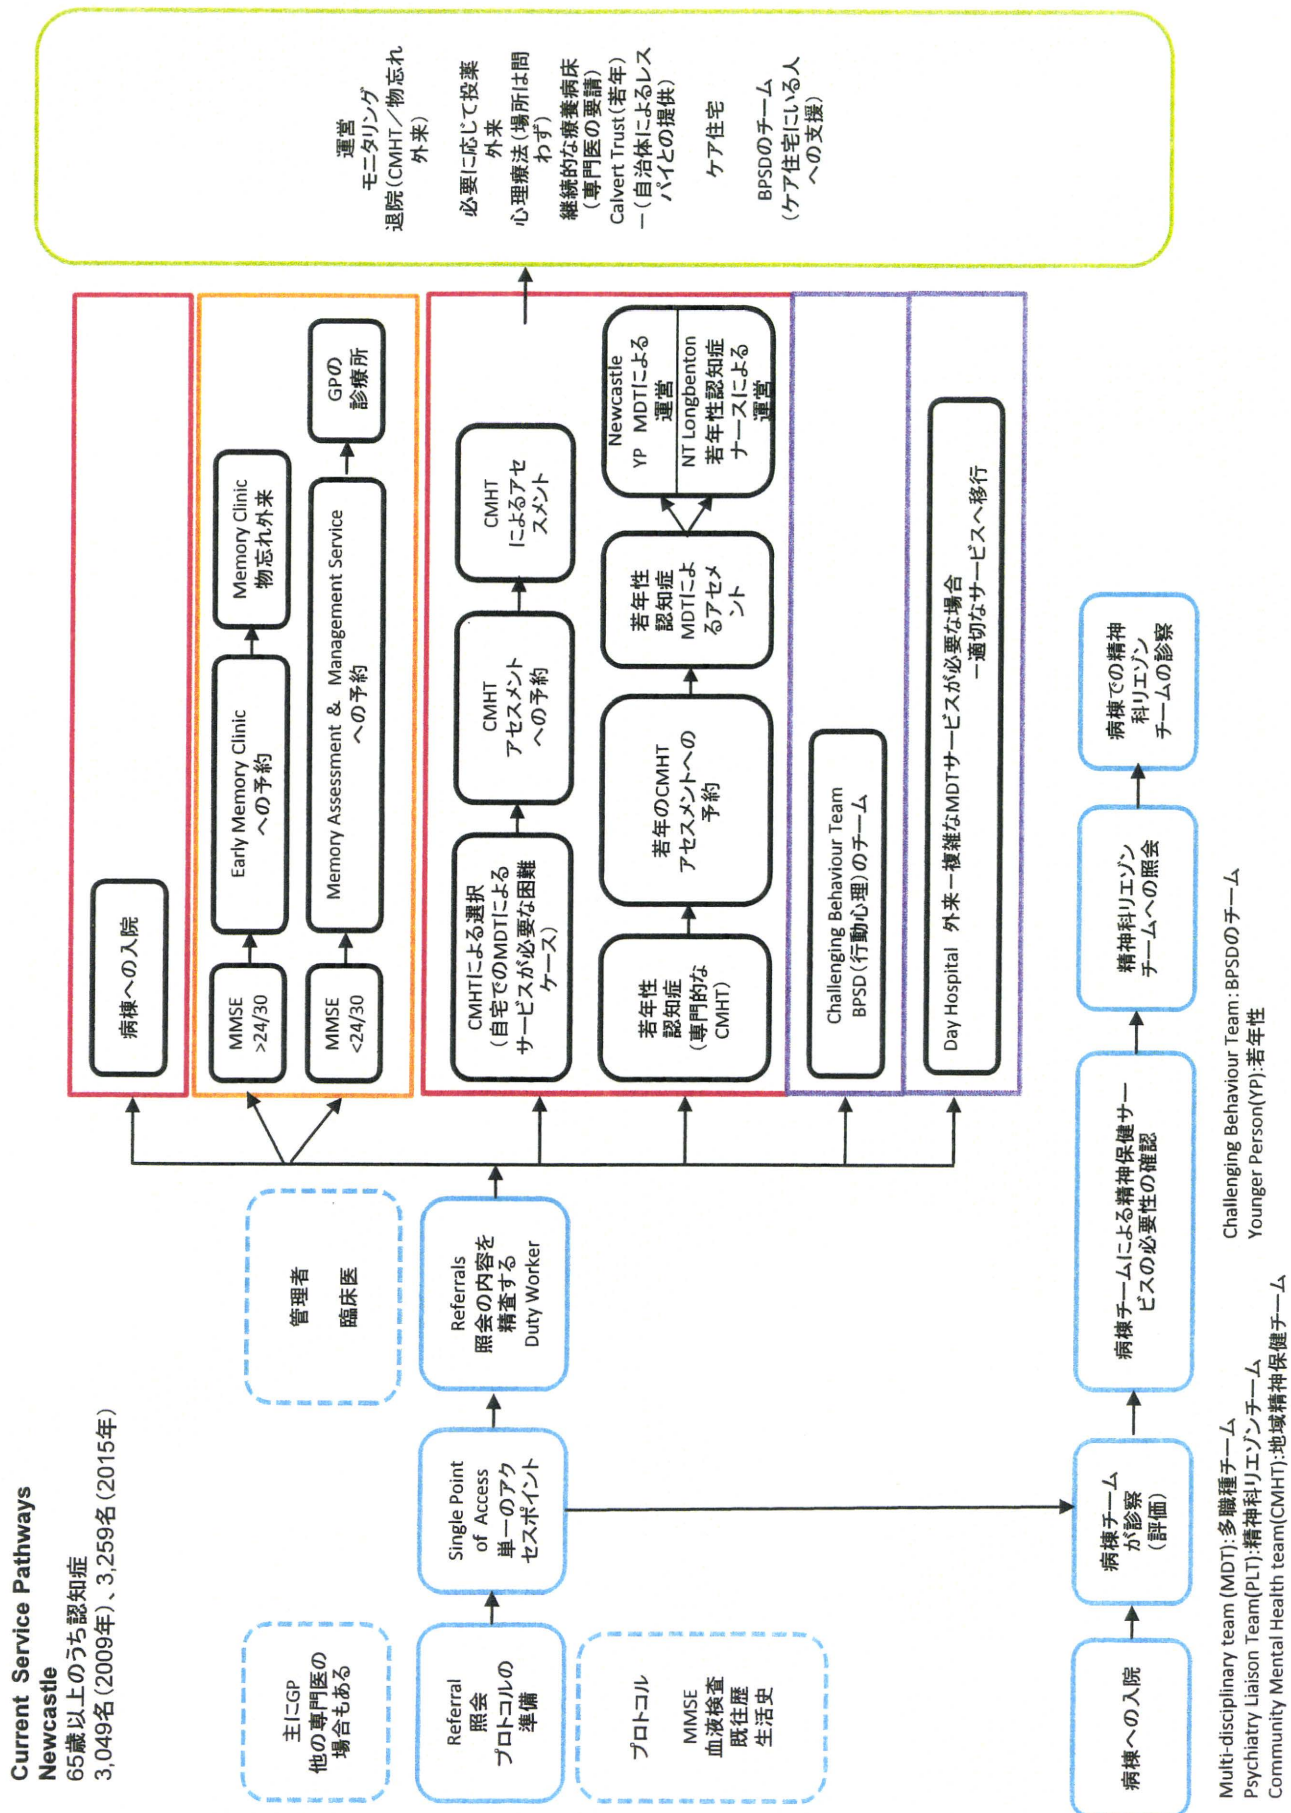 Current Service Pathways
Newcastle
65歳以上のうち認知症
3,049名(2009年)、3,259名(2015年)
主にGP
他の専門医の
場合もある
Referral
照会
プロトコルの
準備
プロトコル
MMSE
血液検査
既往歴
生活史
Single Point
of Access
単一のアク
セスポイント
管理者
臨床医
Referrals
照会の内容を
精査する
Duty Worker
病棟への入院
MMSE
>24/30
Early Memory Clinic
への予約
Memory Clinic
物忘れ外来
MMSE
<24/30
Memory Assessment & Management Service
への予約
GPの
診療所
CMHTによる選択
(自宅でのMDTによる
サービスが必要な困難
ケース)
CMHT
アセスメント
への予約
CMHT
によるアセ
スメント
若年性
認知症
(専門的な
CMHT)
若年のCMHT
アセスメントへの
予約
若年性
認知症
MDTによ
るアセメ
ント
Newcastle
YP MDTによる
運営
NT Longbenton
若年性認知症
ナースによる
運営
Challenging Behaviour Team
BPSD(行動心理)のチーム
Day Hospital 外来ー複雑なMDTサービスが必要な場合
ー適切なサービスへ移行
運営
モニタリング
退院(CMHT/物忘れ
外来)
必要に応じて投薬
外来
心理療法(場所は問
わず)
継続的な療養病床
(専門医の要請)
Calvert Trust(若年)
ー(自治体によるレス
パイとの提供)
ケア住宅
BPSDのチーム
(ケア住宅にいる人
への支援)
病棟への入院
病棟チーム
が診察
(評価)
病棟チームによる精神保健サー
ビスの必要性の確認
精神科リエゾン
チームへの照会
病棟での精神
科リエゾン
チームの診察
Multi-disciplinary team (MDT):多職種チーム
Psychiatry Liaison Team(PLT):精神科リエゾンチーム
Community Mental Health team(CMHT):地域精神保健チーム
Challenging Behaviour Team:BPSDのチーム
Younger Person(YP):若年性